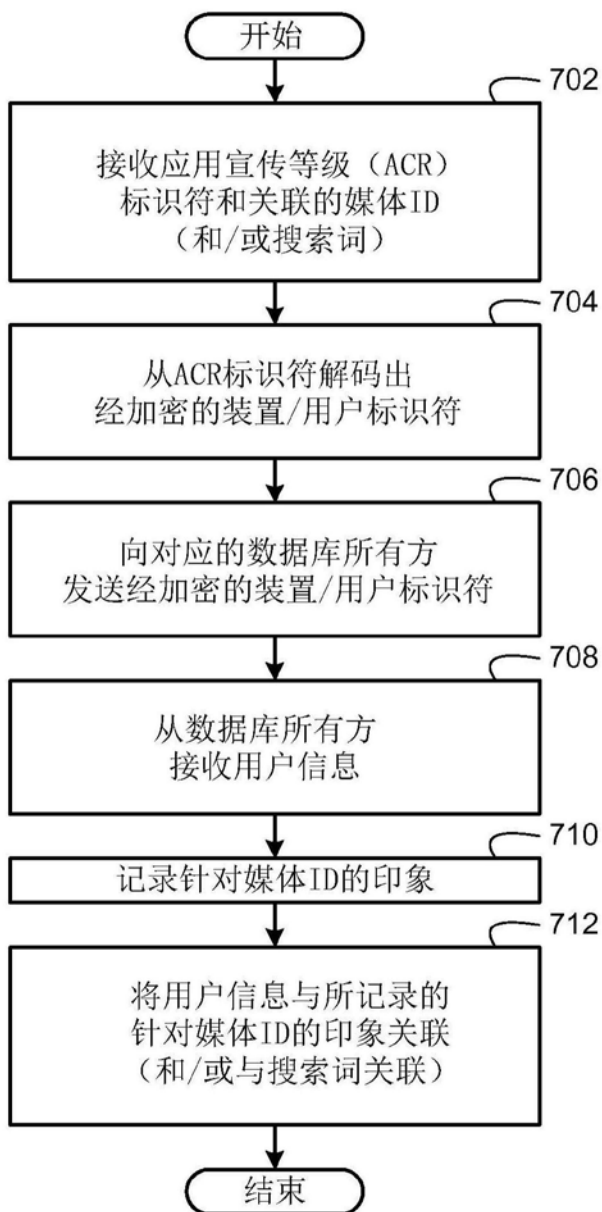 开始
702
接收应用宣传等级（ACR）
标识符和关联的媒体ID
（和/或搜索词）
704
从ACR标识符解码出
经加密的装置/用户标识符
706
向对应的数据库所有方
发送经加密的装置/用户标识符
708
从数据库所有方
接收用户信息
710
记录针对媒体ID的印象
712
将用户信息与所记录的
针对媒体ID的印象关联
（和/或与搜索词关联）
结束